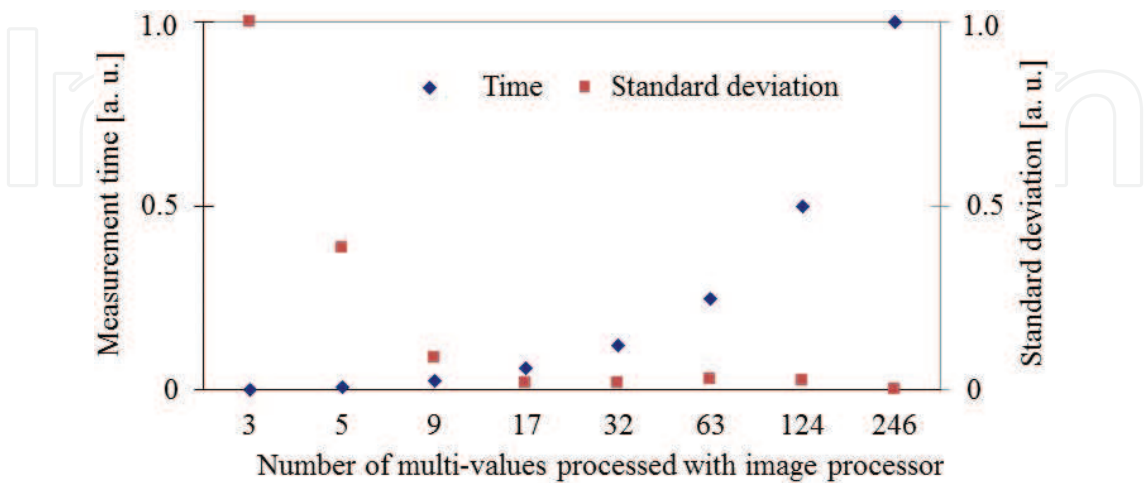 1.0
1.0
Time
Standard deviation
Measurement time [a. u.]
Standard deviation [a. u.]
0.5
0.5
0
0
3 5 9 17 32 63 124 246
Number of multi-values processed with image processor